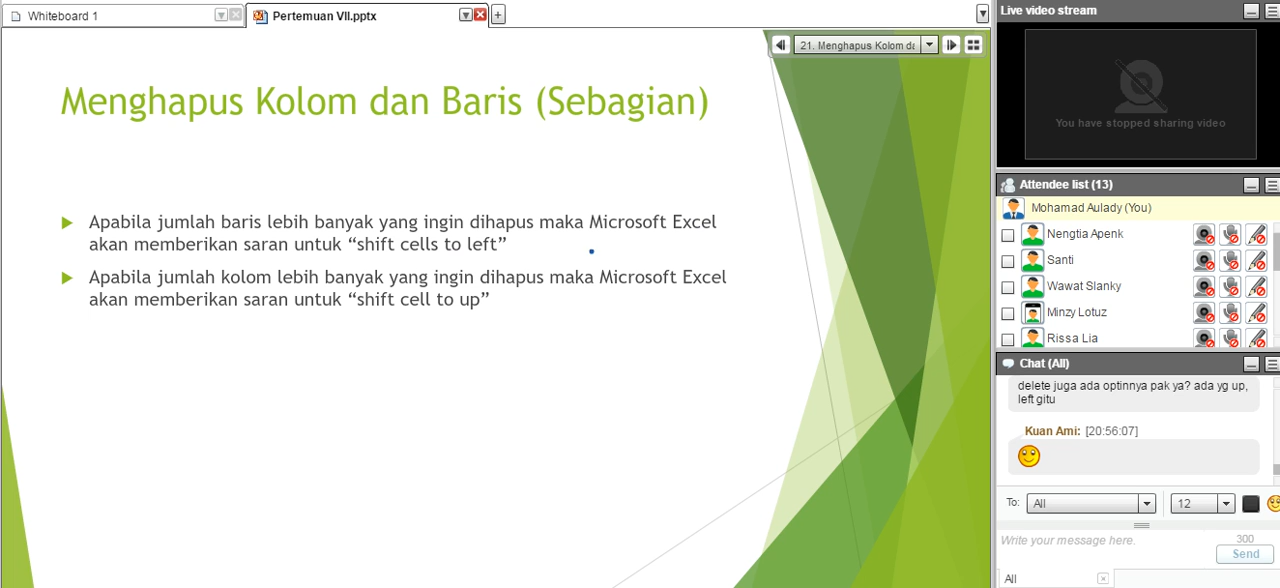 Whiteboard 1
Pertemuan VII.pptx
21. Menghapus Kolom da
Menghapus Kolom dan Baris (Sebagian)
Apabila jumlah baris lebih banyak yang ingin dihapus maka Microsoft Excel
akan memberikan saran untuk “shift cells to left”
Apabila jumlah kolom lebih banyak yang ingin dihapus maka Microsoft Excel
akan memberikan saran untuk “shift cell to up”
Live video stream
You have stopped sharing video
Attendee list (13)
Mohamad Aulady (You)
Nengtia Apenk
Santi
Wawat Slanky
Minzy Lotuz
Rissa Lia
Chat (All)
delete juga ada optinnya pak ya? ada yg up,
left gitu
Kuan Ami: [20:56:07]
To: All 12
Write your message here. 300
Send
All